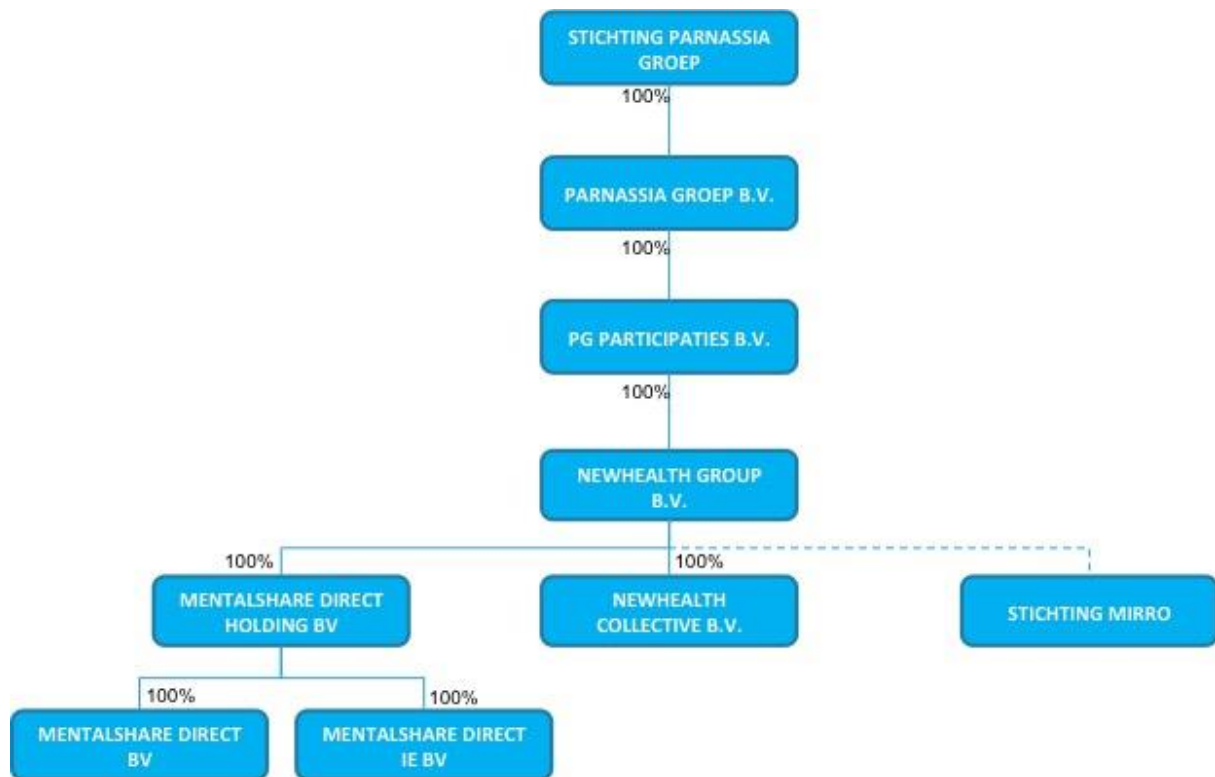 STICHTING PARNASSIA
GROEP
100%
PARNASSIA GROEP B.V.
100%
PG PARTICIPATIES B.V.
100%
NEWHEALTH GROUP
B.V.
100%
100%
MENTALSHARE DIRECT
HOLDING BV
NEWHEALTH
COLLECTIVE B.V.
STICHTING MIRRO
100%
100%
MENTALSHARE DIRECT
BV
MENTALSHARE DIRECT
IE BV